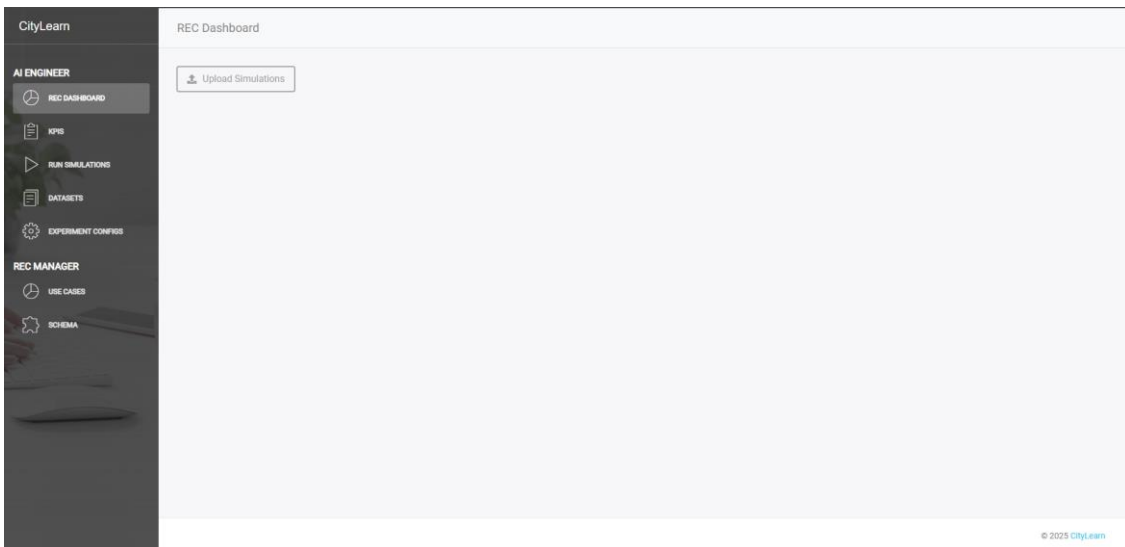 CityLearn
REC Dashboard
AI ENGINEER
Upload Simulations
REC DASHBOARD
KPIS
RUN SIMULATIONS
DATASETS
EXPERIMENT CONFIGS
REC MANAGER
USE CASES
SCHEMA
© 2025 CityLearn